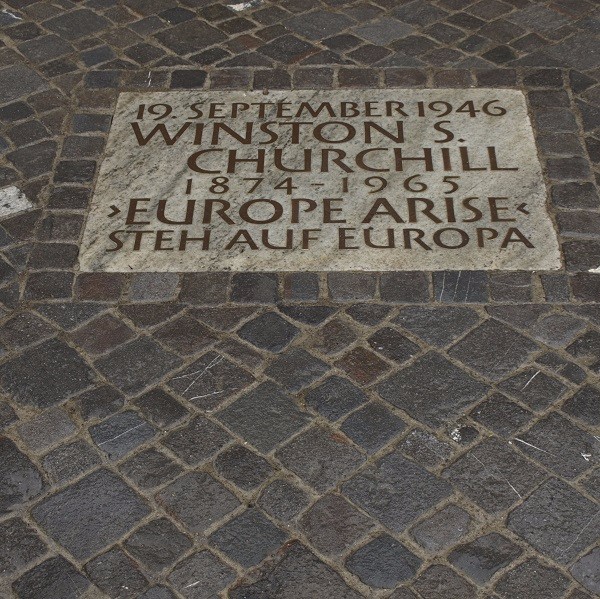 19. SEPTEMBER 1946
WINSTON S.
CHURCHILL
1874-1965
›EUROPE ARISE‹
STEH AUF EUROPA